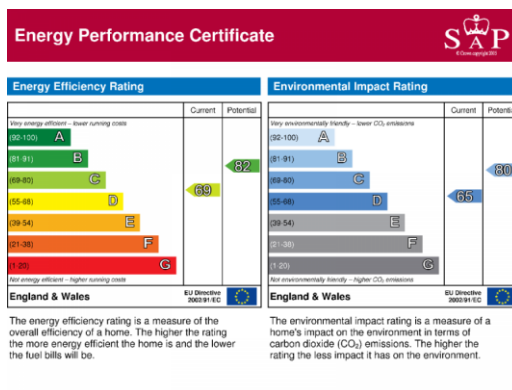 Energy Performance Certificate
SAP
© Crown copyright 2003
Energy Efficiency Rating
Current
Potential
Very energy efficient – lower running costs
(92-100) A
(81-91) B
(69-80) C
(55-68) D
(39-54) E
(21-38) F
(1-20) G
69
82
Not energy efficient – higher running costs
England & Wales
EU Directive
2002/91/EC
The energy efficiency rating is a measure of the
overall efficiency of a home. The higher the rating
the more energy efficient the home is and the lower
the fuel bills will be.
Environmental Impact Rating
Current
Potenti
Very environmentally friendly – lower CO₂ emissions
(92-100) A
(81-91) B
(69-80) C
(55-68) D
(39-54) E
(21-38) F
(1-20) G
65
80
Not environmentally friendly – higher CO₂ emissions
England & Wales
EU Directive
2002/91/EC
The environmental impact rating is a measure of a
home's impact on the environment in terms of
carbon dioxide (CO₂) emissions. The higher the
rating the less impact it has on the environment.